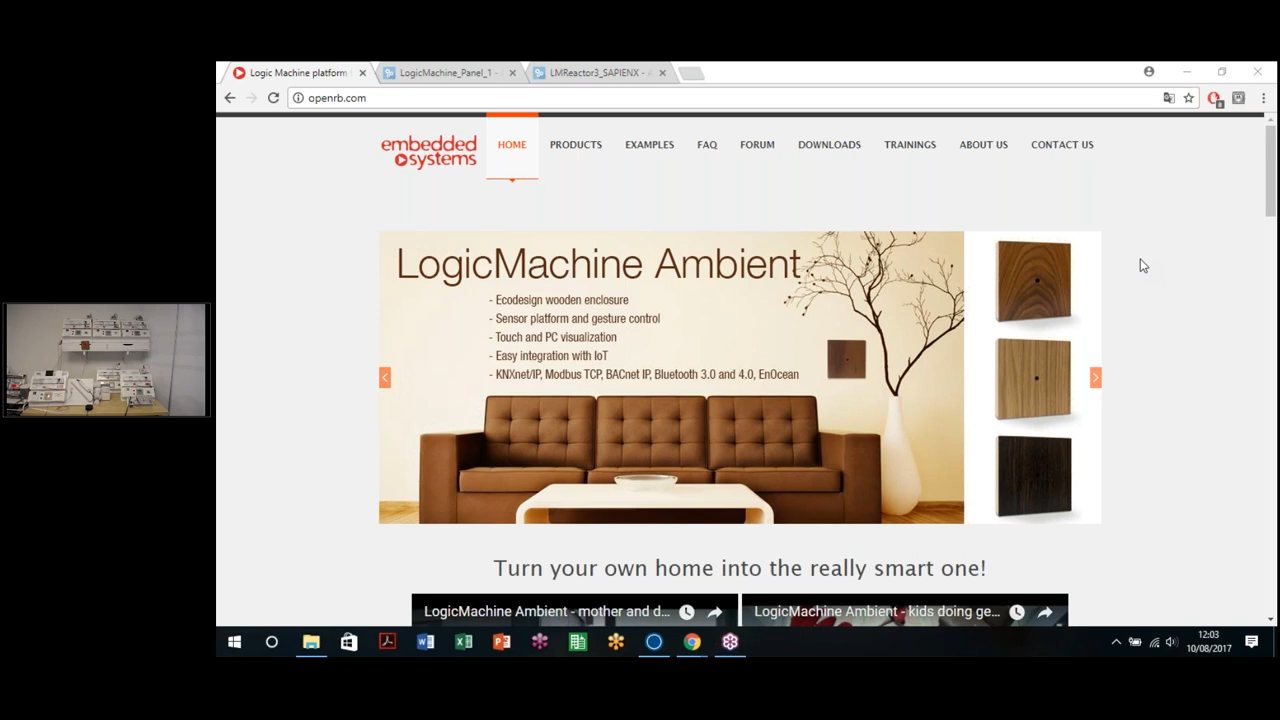 Logic Machine platform
LogicMachine_Panel_1 -
LMReactor3_SAPIENX - A
openrb.com
8
embedded
systems
HOME
PRODUCTS
EXAMPLES
FAQ
FORUM
DOWNLOADS
TRAININGS
ABOUT US
CONTACT US
LogicMachine Ambient
- Ecodesign wooden enclosure
- Sensor platform and gesture control
- Touch and PC visualization
- Easy integration with IoT
- KNXnet/IP, Modbus TCP, BACnet IP, Bluetooth 3.0 and 4.0, EnOcean
Turn your own home into the really smart one!
LogicMachine Ambient - mother and d...
LogicMachine Ambient - kids doing ge...
12:03
10/08/2017